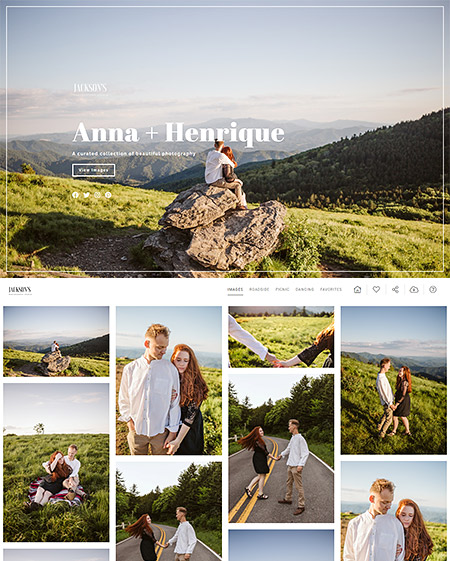 JACKSON'S
Anna + Henrique
A curated collection of beautiful photography
View Images
JACKSON'S
IMAGES ROADSIDE PICNIC DANCING FAVORITES